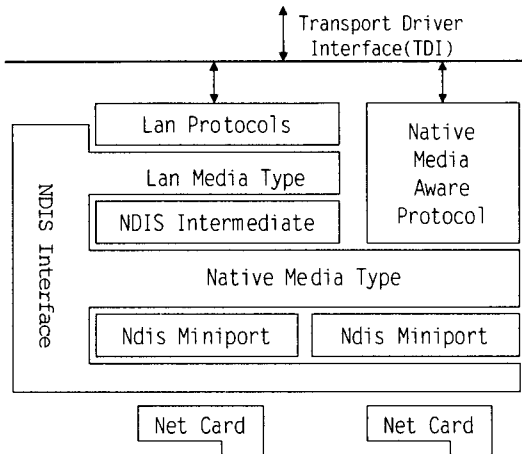 Transport Driver
Interface(TDI)
Lan Protocols
Native
Media
Aware
Protocol
Lan Media Type
NDIS Intermediate
NDIS Interface
Native Media Type
Ndis Miniport
Ndis Miniport
Net Card
Net Card